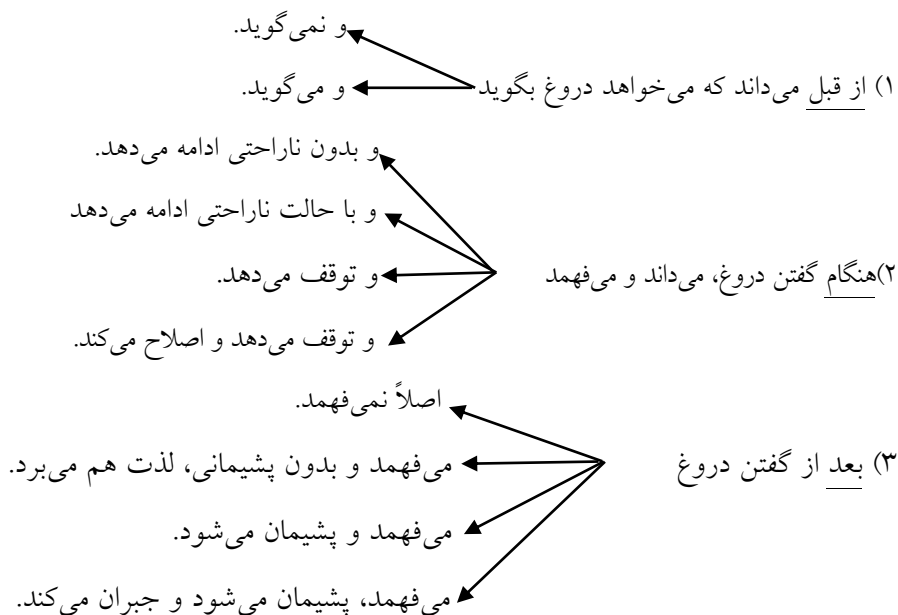 و نمی‌گوید.
۱) از قبل می‌داند که می‌خواهد دروغ بگوید و می‌گوید.
و بدون ناراحتی ادامه می‌دهد.
و با حالت ناراحتی ادامه می‌دهد
۲)هنگام گفتن دروغ، می‌داند و می‌فهمد و توقف می‌دهد.
و توقف می‌دهد و اصلاح می‌کند.
اصلاً نمی‌فهمد.
۳) بعد از گفتن دروغ می‌فهمد و بدون پشیمانی، لذت هم می‌برد.
می‌فهمد و پشیمان می‌شود.
می‌فهمد، پشیمان می‌شود و جبران می‌کند.